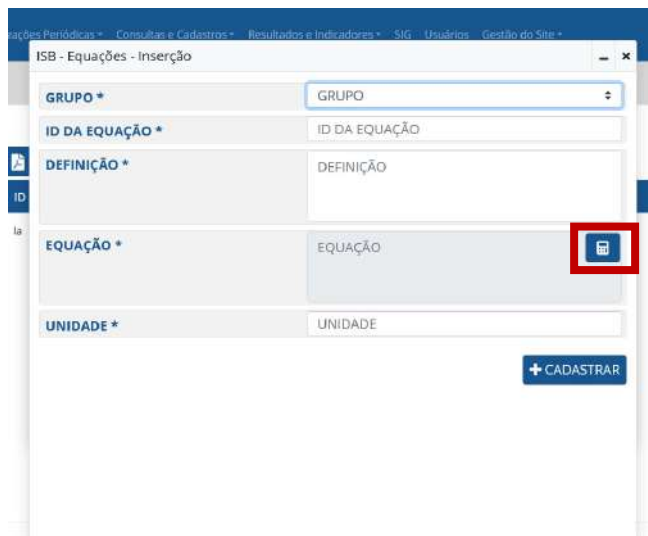 Periódicas Consultas e Cadastros Resultados e Indicadores SIG Usuários Gestão do Site
ISB - Equações - Inserção
GRUPO * GRUPO
ID DA EQUAÇÃO * ID DA EQUAÇÃO
DEFINIÇÃO * DEFINIÇÃO
ID
la
EQUAÇÃO * EQUAÇÃO
UNIDADE * UNIDADE
+ CADASTRAR